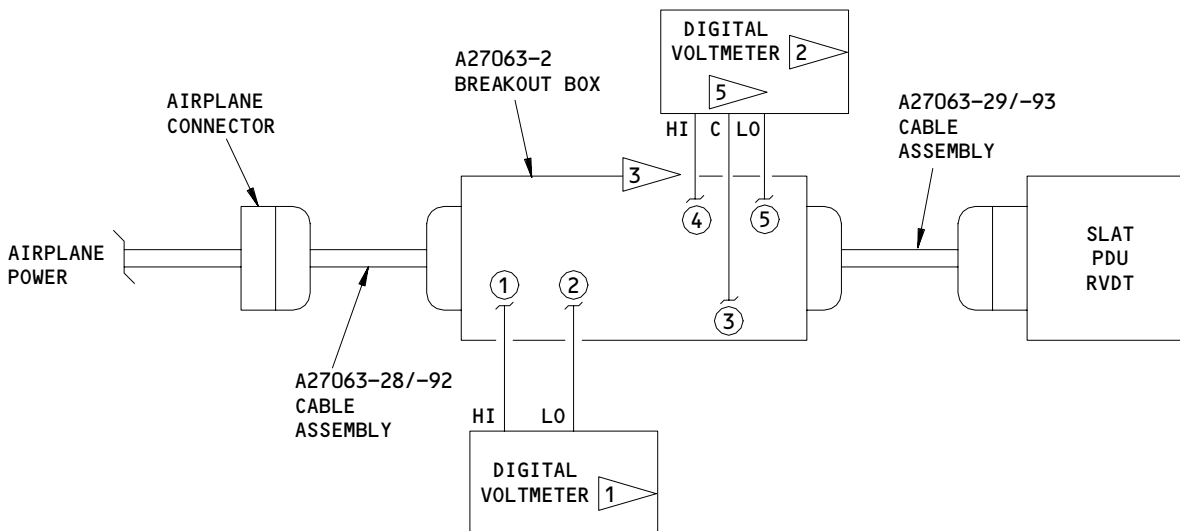 DIGITAL
VOLTMETER 2
5
HI C LO
A27063-2
BREAKOUT BOX
AIRPLANE
CONNECTOR
A27063-29/-93
CABLE
ASSEMBLY
3
4
5
AIRPLANE
POWER
1
2
3
SLAT
PDU
RVDT
A27063-28/-92
CABLE
ASSEMBLY
HI LO
DIGITAL
VOLTMETER 1